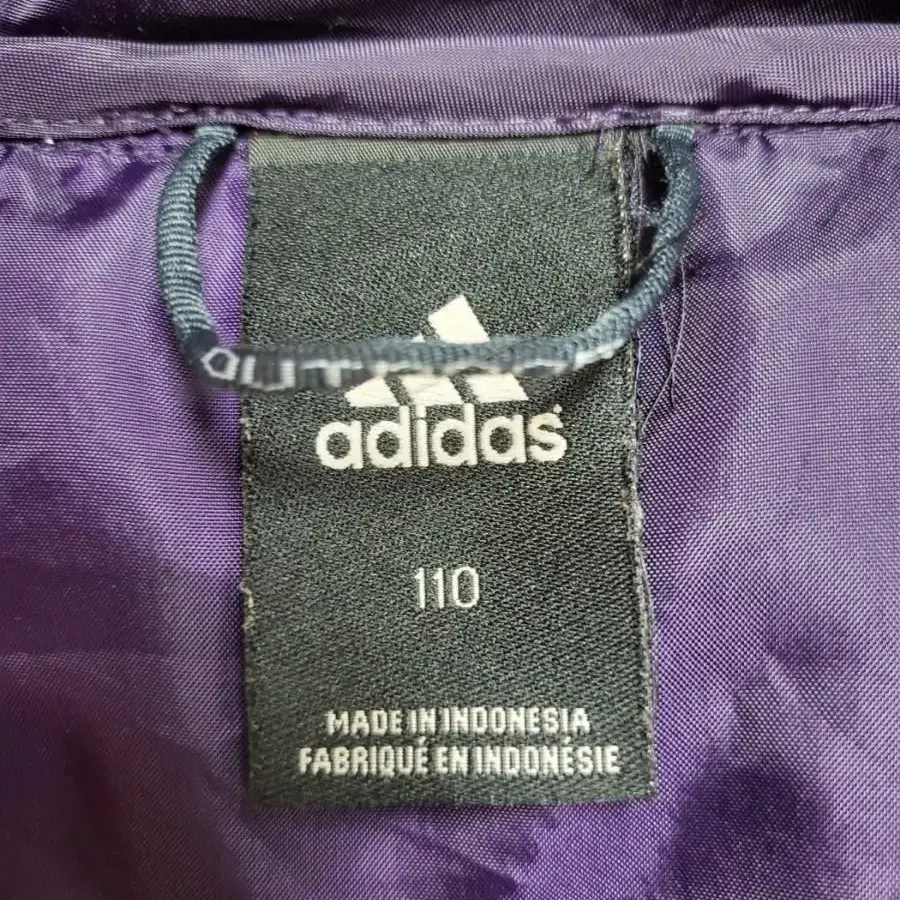 adidas
110
MADE IN INDONESIA
FABRIQUÉ EN INDONÉSIE